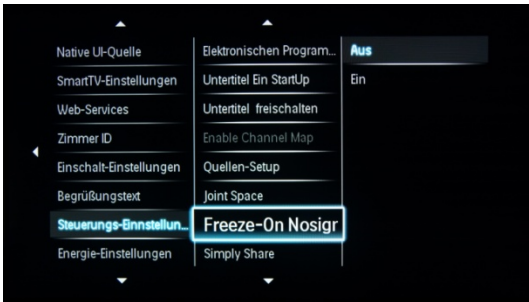 Native UI-Quelle
SmartTV-Einstellungen
Web-Services
Zimmer ID
Einschalt-Einstellungen
Begrüßungstext
Steuerungs-Einnstellun...
Energie-Einstellungen
Elektronischen Program...
Untertitel Ein StartUp
Untertitel freischalten
Enable Channel Map
Quellen-Setup
Joint Space
Freeze-On Nosigr
Simply Share
Aus
Ein